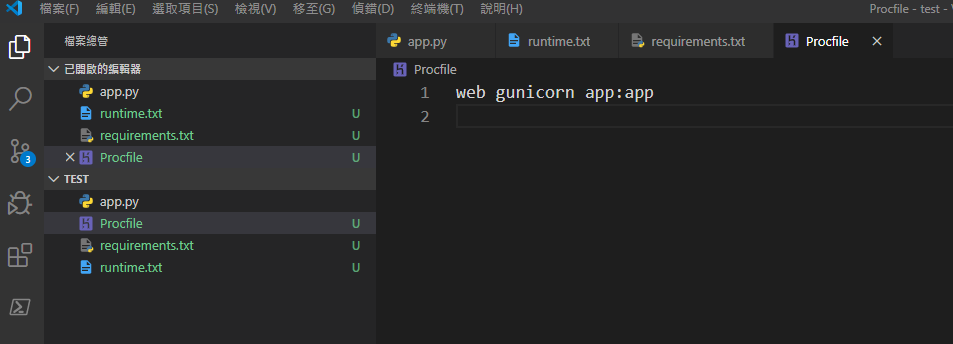 檔案(F) 編輯(E) 選取項目(S) 檢視(V) 移至(G) 偵錯(D) 終端機(T) 說明(H) Procfile - test - V
檔案總管
已開啟的編輯器
app.py
runtime.txt U
requirements.txt U
Procfile U
TEST
app.py
Procfile U
requirements.txt U
runtime.txt U
3
app.py runtime.txt requirements.txt Procfile
Procfile
1 web gunicorn app:app
2